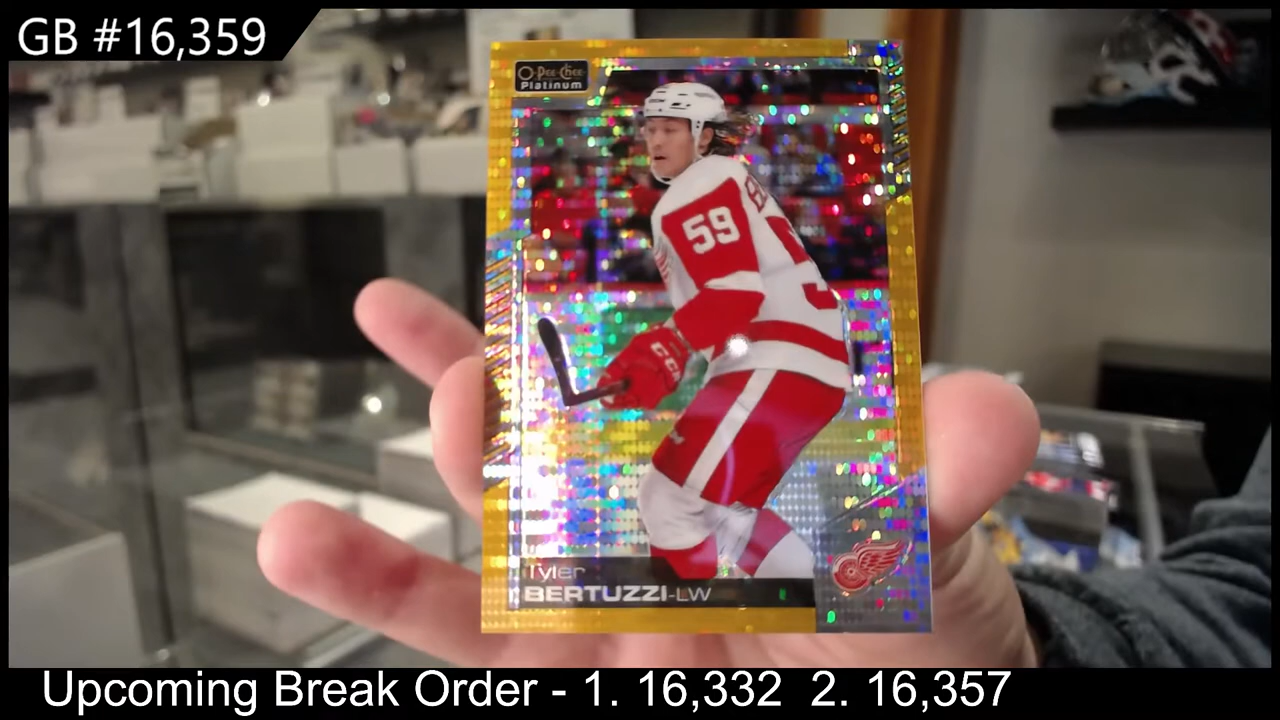 GB #16,359
O-Pee-Chee
Platinum
59
CCM
Tyler
BERTUZZI-LW
Upcoming Break Order - 1. 16,332  2. 16,357